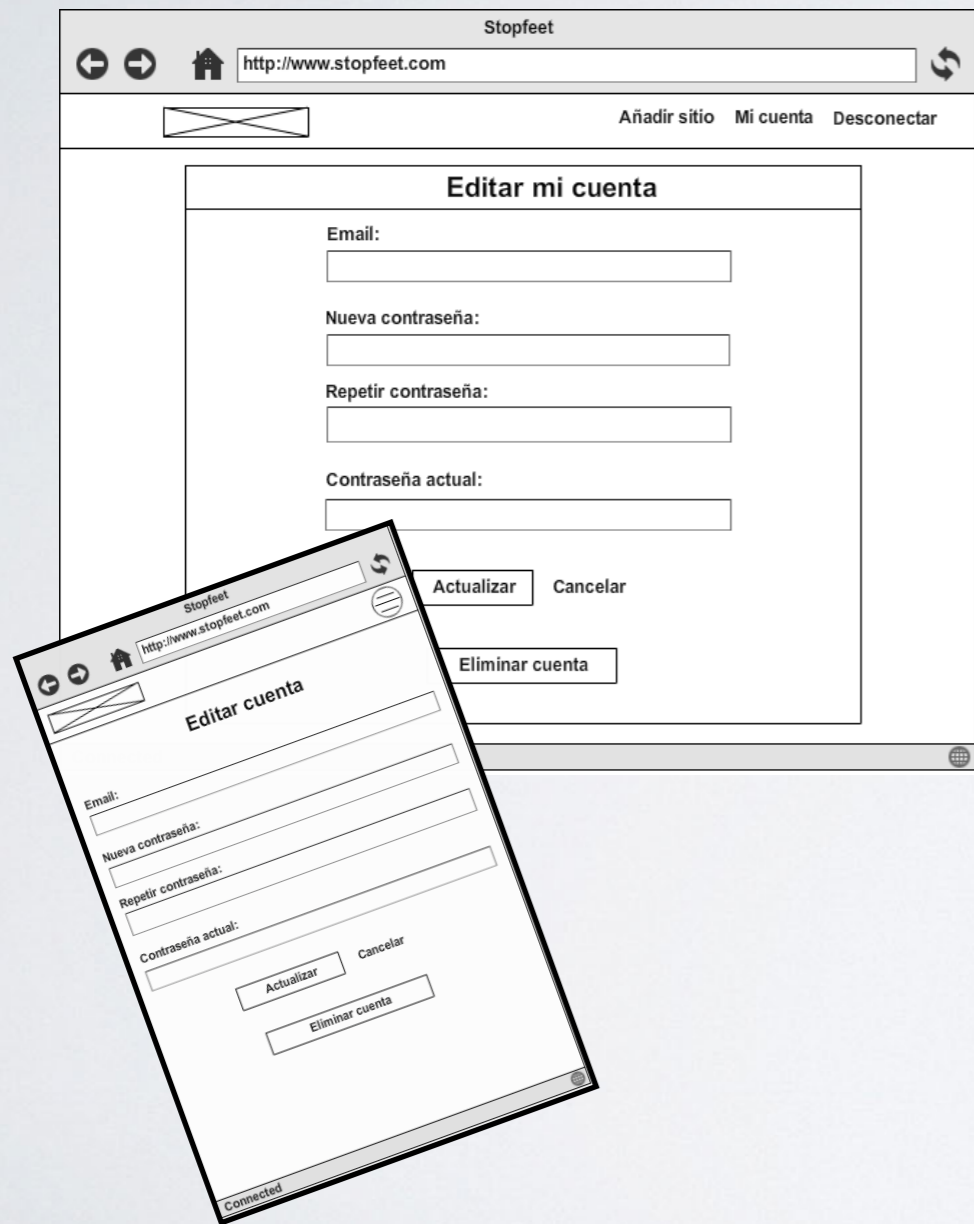 Stopfeet
http://www.stopfeet.com
Añadir sitio Mi cuenta Desconectar
Editar mi cuenta
Email:
Nueva contraseña:
Repetir contraseña:
Contraseña actual:
Actualizar Cancelar
Eliminar cuenta
Stopfeet
http://www.stopfeet.com
Editar cuenta
Email:
Nueva contraseña:
Repetir contraseña:
Contraseña actual:
Actualizar Cancelar
Eliminar cuenta
Connected